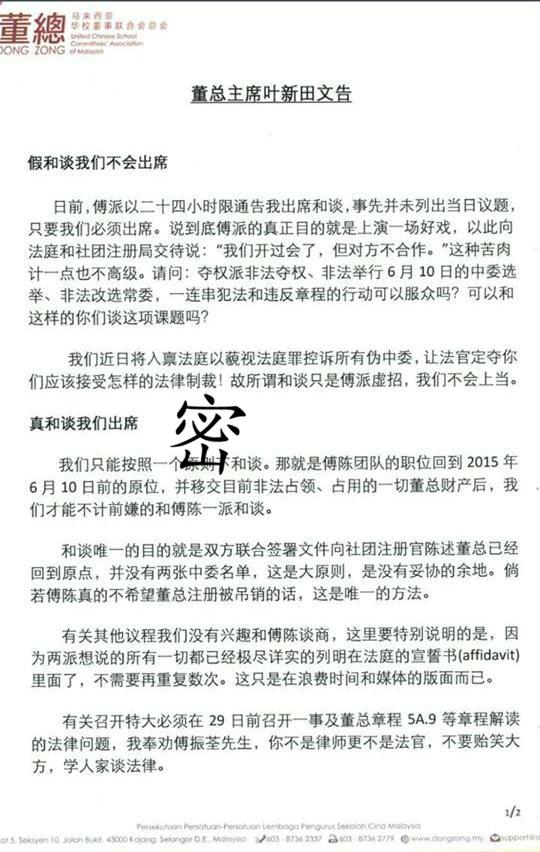 董總
DONG ZONG
马来西亚
华校董事联合会总会
United Chinese School
Committees' Association
of Malaysia
董总主席叶新田文告
假和谈我们不会出席
日前,傅派以二十四小时限通告我出席和谈,事先并未列出当日议题,
只要我们必须出席。说到底傅派的真正目的就是上演一场好戏,以此向
法庭和社团注册局交待说:“我们开过会了,但对方不合作。”这种苦肉
计一点也不高级。请问:夺权派非法夺权、非法举行 6 月 10 日的中委选
举、非法改选常委,一连串犯法和违反章程的行动可以服众吗?可以和
这样的你们谈这项课题吗?
我们近日将入禀法庭以藐视法庭罪控诉所有伪中委,让法官定夺你
们应该接受怎样的法律制裁!故所谓和谈只是傅派虚招,我们不会上当。
真和谈我们出席
密
我们只能按照一个原则下和谈。那就是傅陈团队的职位回到 2015 年
6 月 10 日前的原位,并移交目前非法占领、占用的一切董总财产后,我
们才能不计前嫌的和傅陈一派和谈。
和谈唯一的目的就是双方联合签署文件向社团注册官陈述董总已经
回到原点,并没有两张中委名单,这是大原则,是没有妥协的余地。倘
若傅陈真的不希望董总注册被吊销的话,这是唯一的方法。
有关其他议程我们没有兴趣和傅陈谈商,这里要特别说明的是,因
为两派想说的所有一切都已经极尽详实的列明在法庭的宣誓书(affidavit)
里面了,不需要再重复数次。这只是在浪费时间和媒体的版面而已。
有关召开特大必须在 29 日前召开一事及董总章程 5A.9 等章程解读
的法律问题,我奉劝傅振荃先生,你不是律师更不是法官,不要贻笑大
方,学人家谈法律。
1/2
Persekutuan Persatuan-Persatuan Lembaga Pengurus Sekolah Cina Malaysia
ot 5, Seksyen 10, Jalan Bukit, 43000 Kajang, Selangor D.E., Malaysia 603 - 8736 2337 603 - 8736 2779 www.dongzong.my support@d